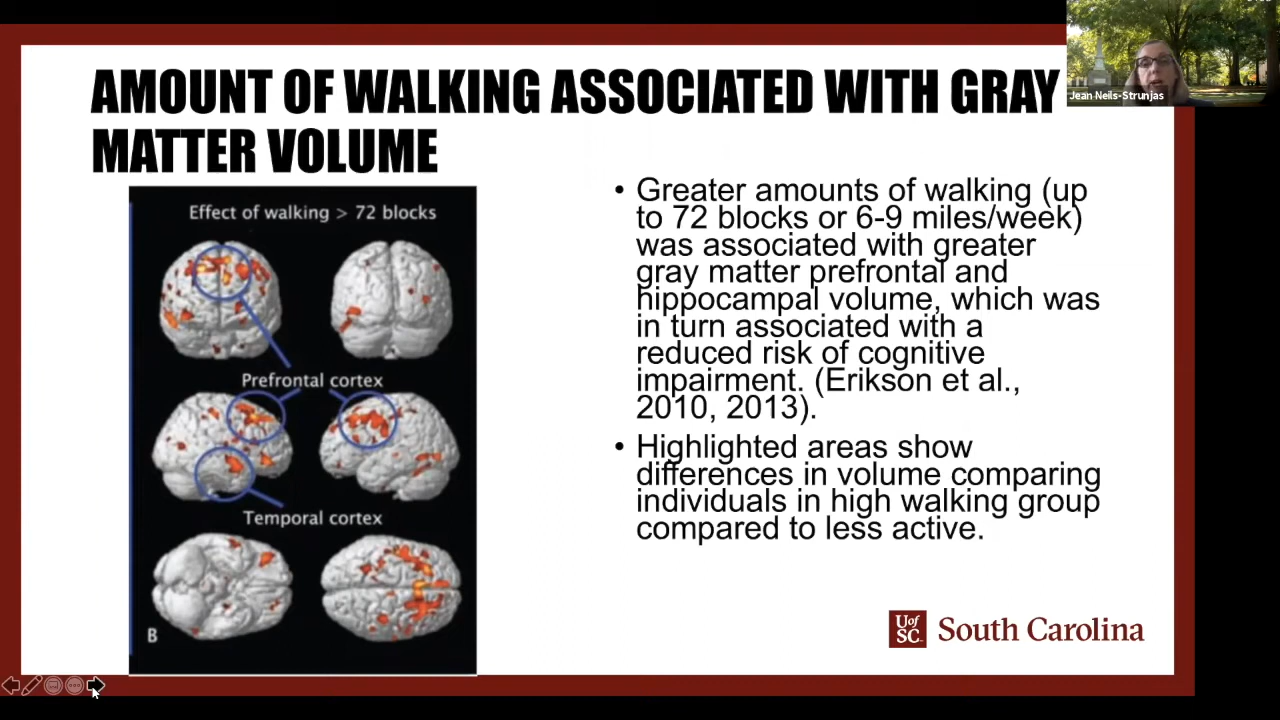 AMOUNT OF WALKING ASSOCIATED WITH GRAY
MATTER VOLUME
Jean Neils-Strunjas
Effect of walking > 72 blocks
Prefrontal cortex
Temporal cortex
B
• Greater amounts of walking (up
to 72 blocks or 6-9 miles/week)
was associated with greater
gray matter prefrontal and
hippocampal volume, which was
in turn associated with a
reduced risk of cognitive
impairment. (Erikson et al.,
2010, 2013).
• Highlighted areas show
differences in volume comparing
individuals in high walking group
compared to less active.
UofSC
South Carolina